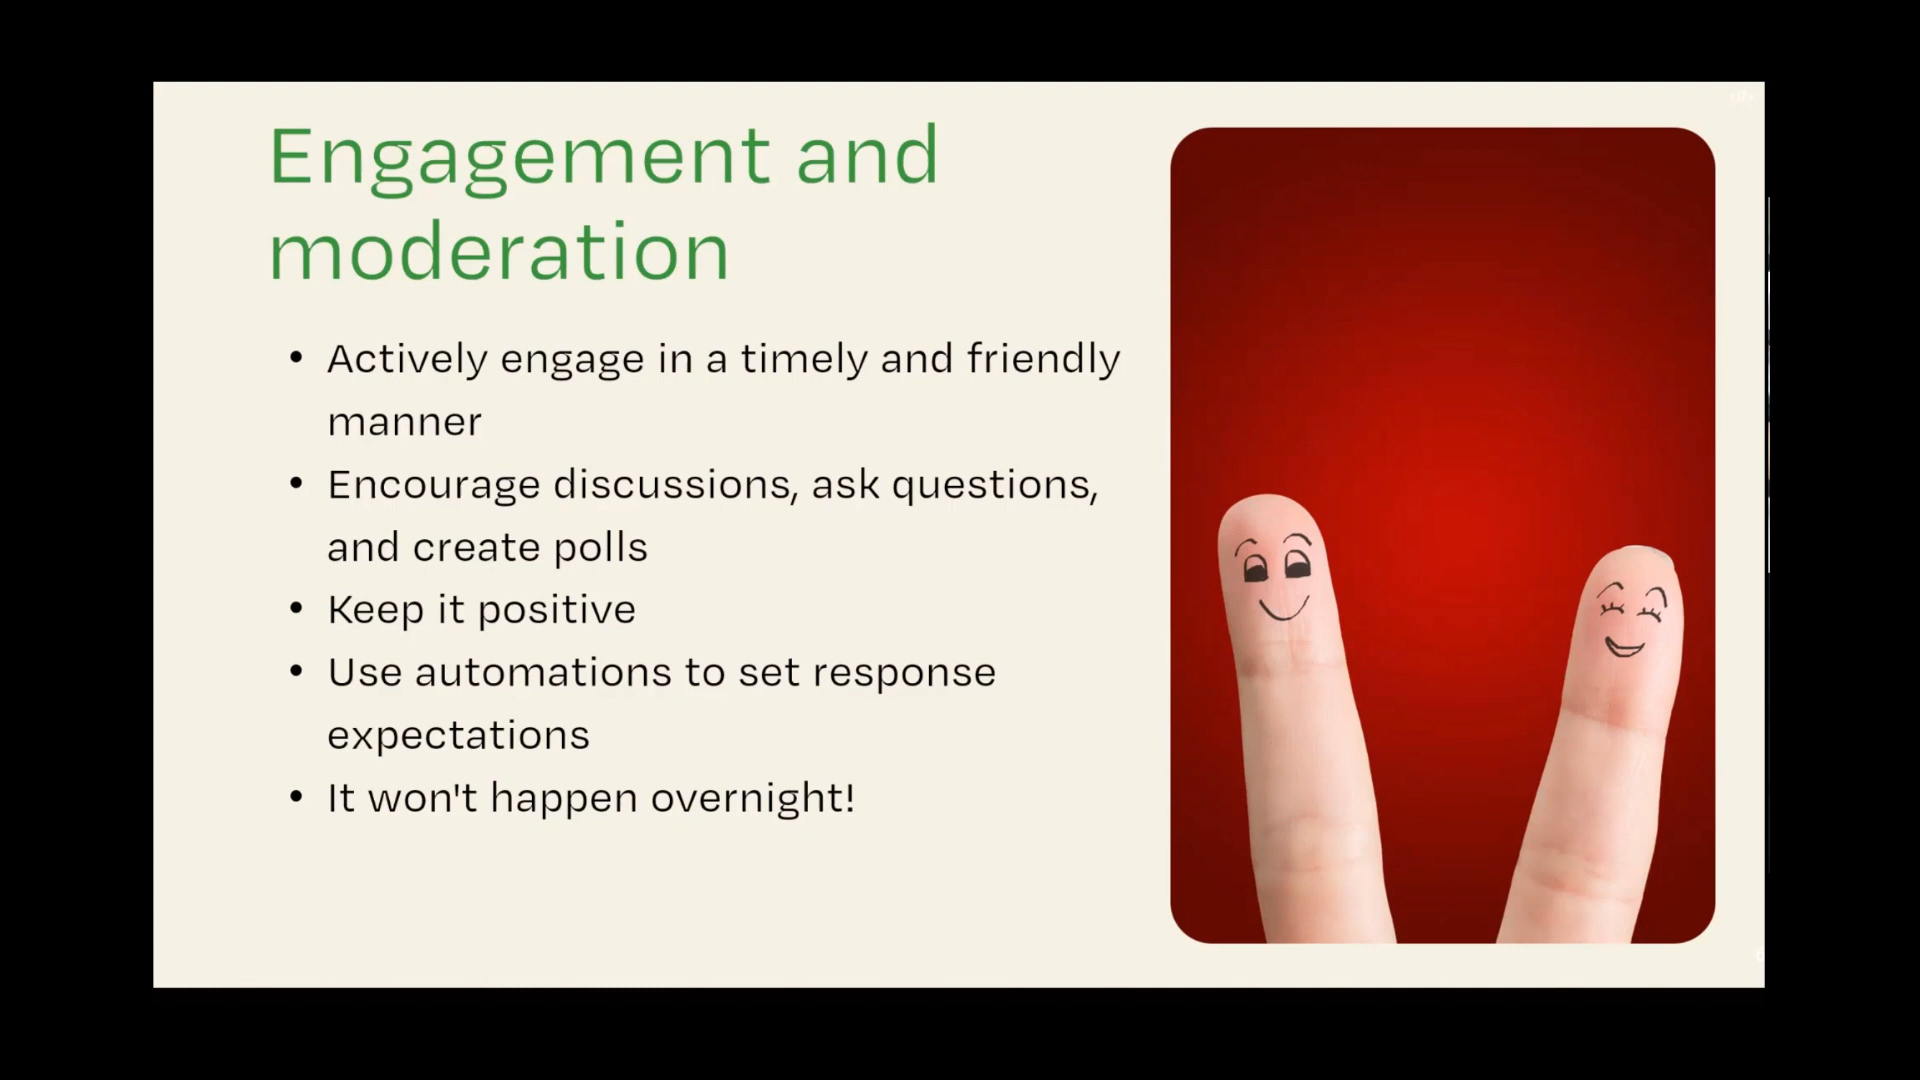 Engagement and
moderation
• Actively engage in a timely and friendly
manner
• Encourage discussions, ask questions,
and create polls
• Keep it positive
• Use automations to set response
expectations
• It won't happen overnight!